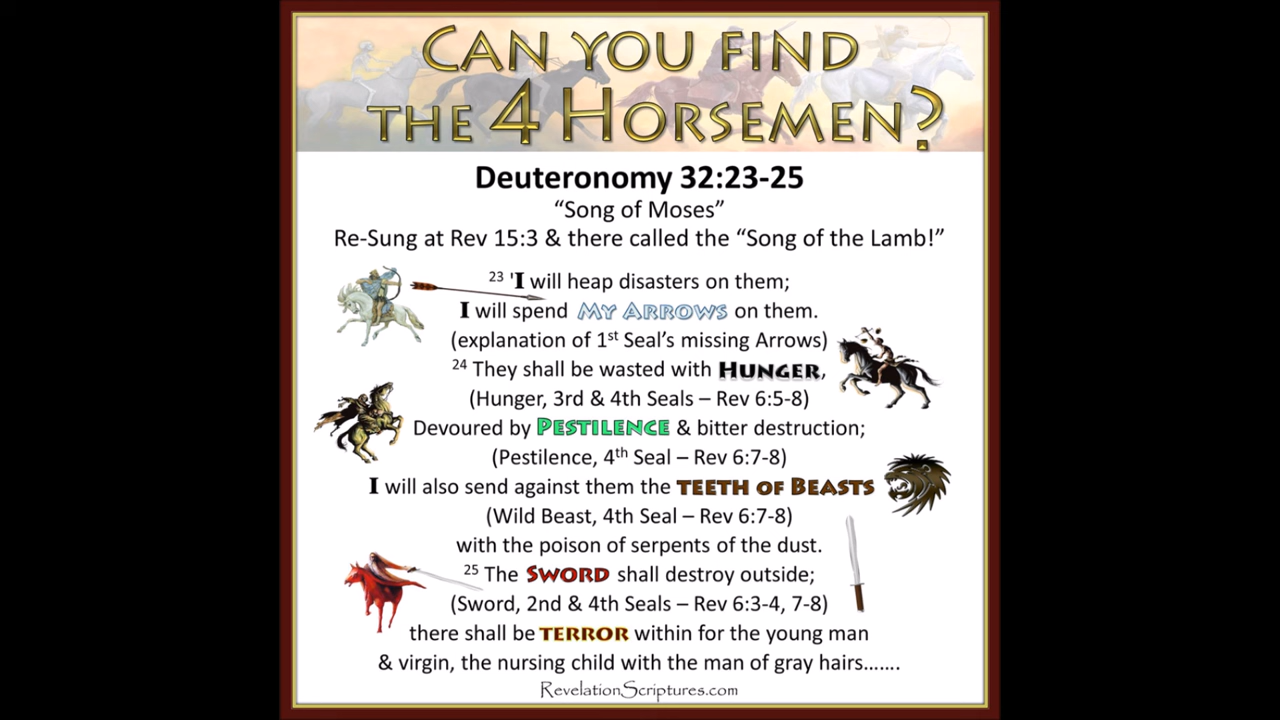 CAN YOU FIND
THE 4 HORSEMEN?
Deuteronomy 32:23-25
“Song of Moses”
Re-Sung at Rev 15:3 & there called the “Song of the Lamb!”
23 'I will heap disasters on them;
I will spend MY ARROWS on them.
(explanation of 1st Seal’s missing Arrows)
24 They shall be wasted with HUNGER,
(Hunger, 3rd & 4th Seals – Rev 6:5-8)
Devoured by PESTILENCE & bitter destruction;
(Pestilence, 4th Seal – Rev 6:7-8)
I will also send against them the TEETH OF BEASTS
(Wild Beast, 4th Seal – Rev 6:7-8)
with the poison of serpents of the dust.
25 The SWORD shall destroy outside;
(Sword, 2nd & 4th Seals – Rev 6:3-4, 7-8)
there shall be TERROR within for the young man
& virgin, the nursing child with the man of gray hairs…….
RevelationScriptures.com